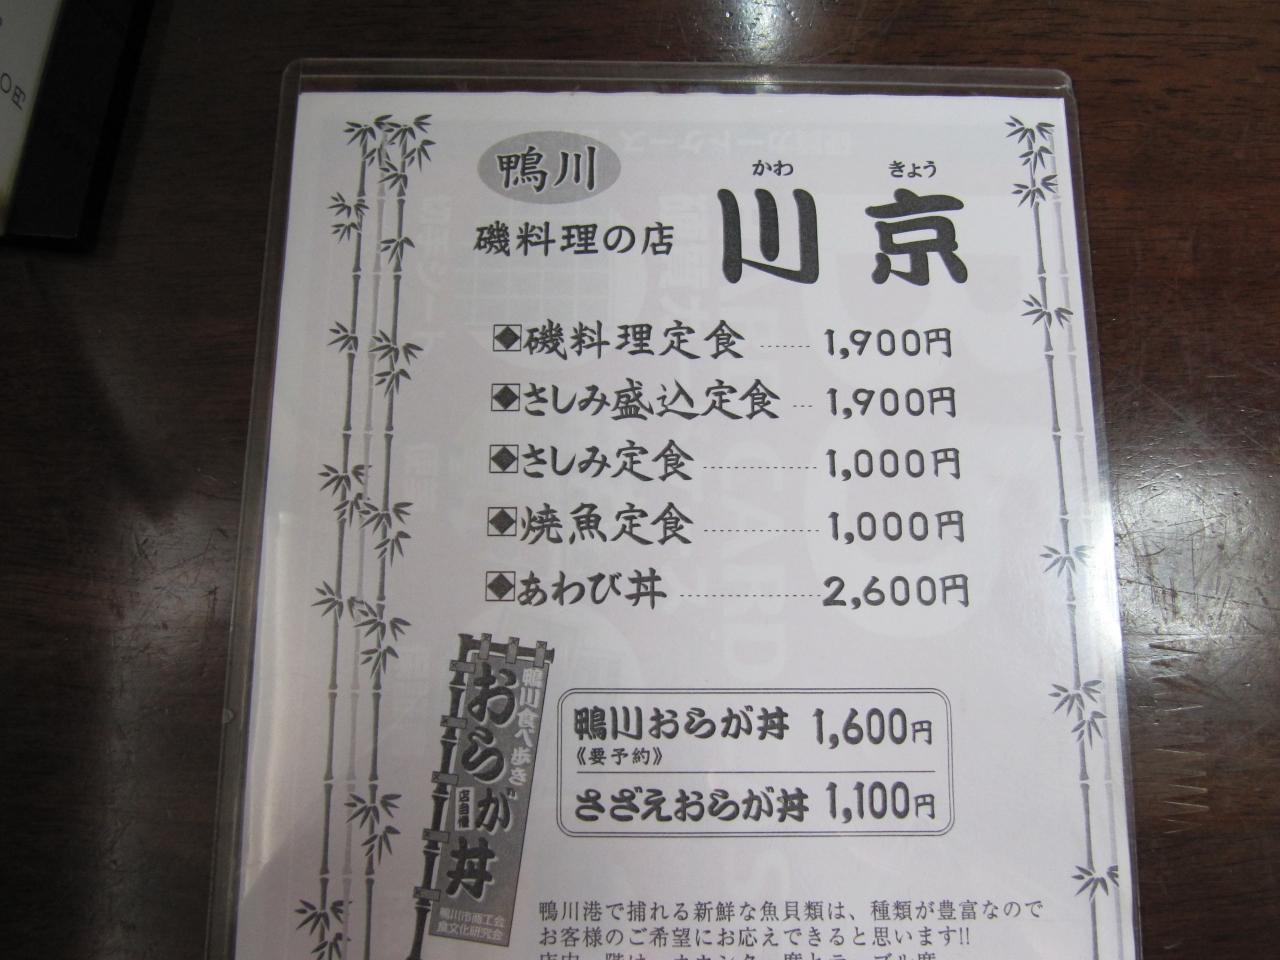 0円
鴨川
磯料理の店
かわ きょう
川京
磯料理定食 1,900円
さしみ盛込定食 1,900円
さしみ定食 1,000円
焼魚定食 1,000円
あわび丼 2,600円
鴨川食べ歩き
おらが丼
店自慢
鴨川市商工会
食文化研究会
鴨川おらが丼 1,600円
《要予約》
さざえおらが丼 1,100円
鴨川港で捕れる新鮮な魚貝類は、種類が豊富なので
お客様のご希望にお応えできると思います!!